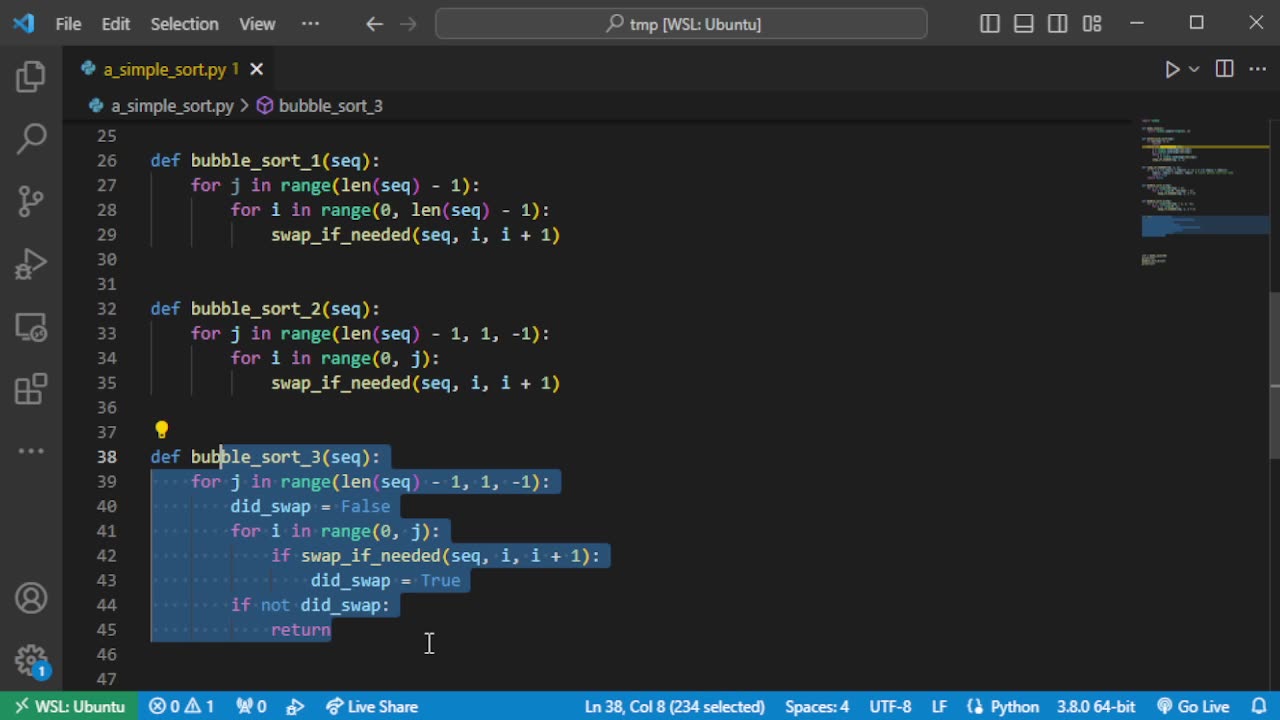 File Edit Selection View ··· tmp [WSL: Ubuntu]
a_simple_sort.py 1
a_simple_sort.py > bubble_sort_3
25
26 def bubble_sort_1(seq):
27 for j in range(len(seq) - 1):
28 for i in range(0, len(seq) - 1):
29 swap_if_needed(seq, i, i + 1)
30
31
32 def bubble_sort_2(seq):
33 for j in range(len(seq) - 1, 1, -1):
34 for i in range(0, j):
35 swap_if_needed(seq, i, i + 1)
36
37
38 def bubble_sort_3(seq):
39 for j in range(len(seq) - 1, 1, -1):
40 did_swap = False
41 for i in range(0, j):
42 if swap_if_needed(seq, i, i + 1):
43 did_swap = True
44 if not did_swap:
45 return
46
47
1
WSL: Ubuntu 0 1 0 Live Share Ln 38, Col 8 (234 selected) Spaces: 4 UTF-8 LF Python 3.8.0 64-bit Go Live